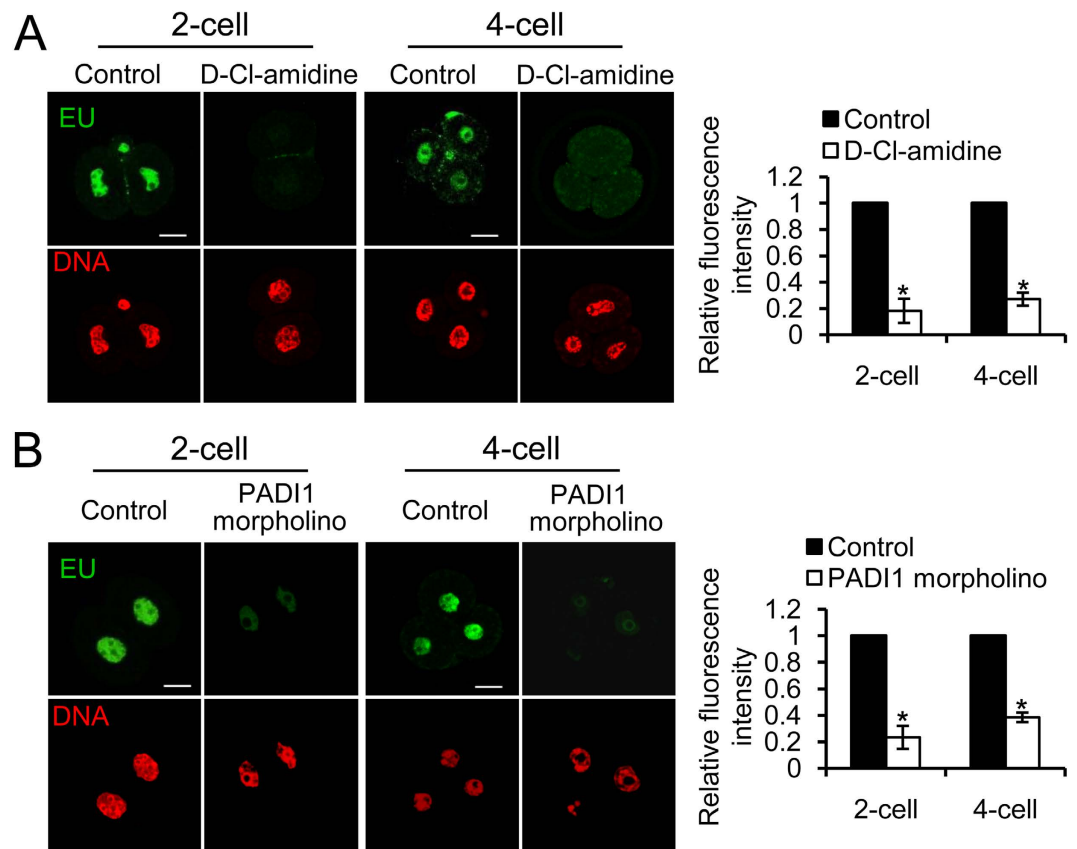 A
2-cell
4-cell
Control
D-Cl-amidine
Control
D-Cl-amidine
EU
DNA
Control
D-Cl-amidine
Relative fluorescence
intensity
1.2
1
0.8
0.6
0.4
0.2
0
*
*
2-cell
4-cell
B
2-cell
4-cell
Control
PADI1
morpholino
Control
PADI1
morpholino
EU
DNA
Control
PADI1 morpholino
Relative fluorescence
intensity
1.2
1
0.8
0.6
0.4
0.2
0
*
*
2-cell
4-cell